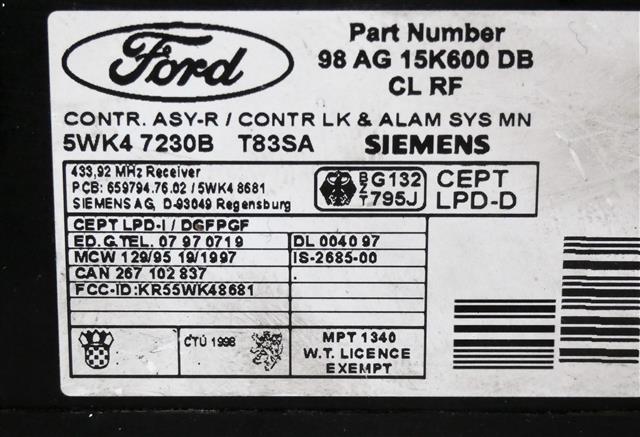 Ford
Part Number
98 AG 15K600 DB
CL RF
CONTR. ASY-R / CONTR LK & ALAM SYS MN
5WK4 7230B T83SA SIEMENS
433,92 MHz Receiver
PCB: 659794.76.02 / 5WK4 8681
SIEMENS AG, D-93049 Regensburg
BZT
G132
795J
CEPT
LPD-D
CEPT LPD-I / DGFPGF
ED.G.TEL. 07 97 0719
DL 0040 97
MCW 129/95 19/1997
IS-2685-00
CAN 267 102 837
FCC-ID:KR55WK48681
ČTÚ 1998
MPT 1340
W.T. LICENCE
EXEMPT